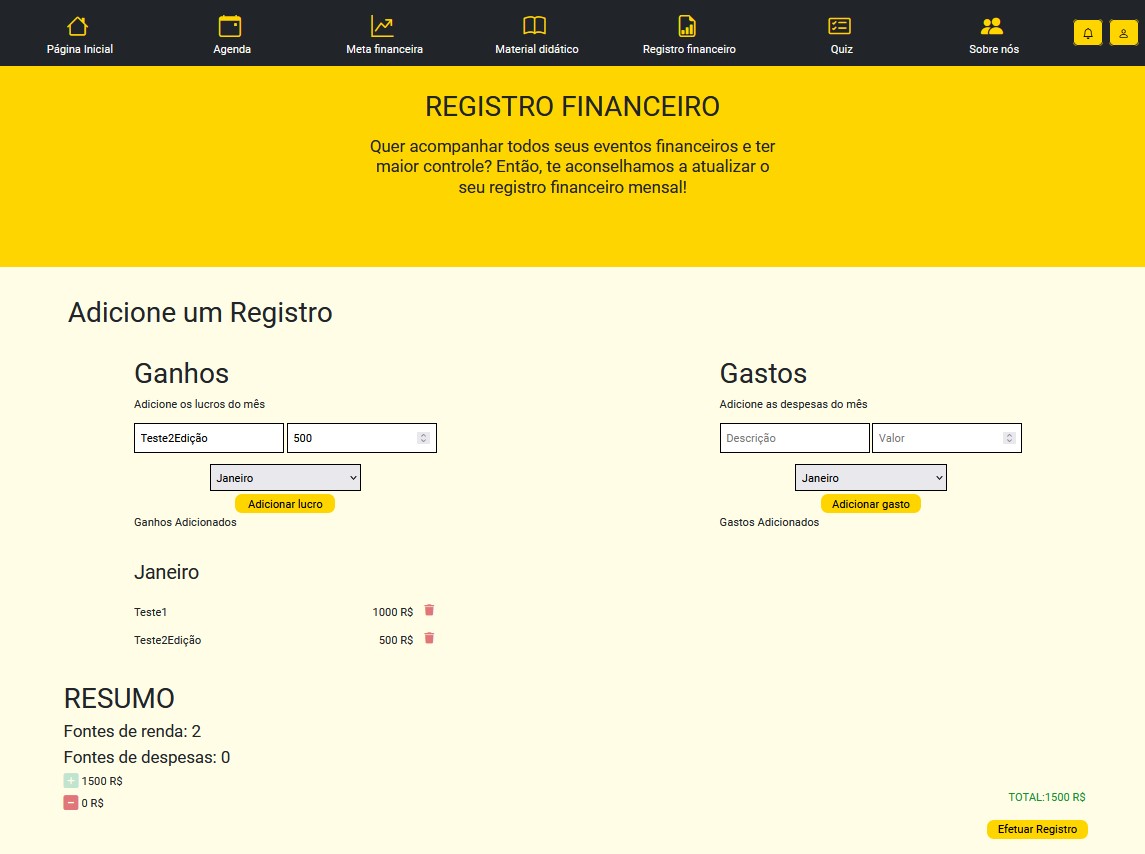 Página Inicial
Agenda
Meta financeira
Material didático
Registro financeiro
Quiz
Sobre nós
REGISTRO FINANCEIRO
Quer acompanhar todos seus eventos financeiros e ter
maior controle? Então, te aconselhamos a atualizar o
seu registro financeiro mensal!
Adicione um Registro
Ganhos
Adicione os lucros do mês
Teste2Edição
500
Janeiro
Adicionar lucro
Ganhos Adicionados
Janeiro
Teste1 1000 R$
Teste2Edição 500 R$
Gastos
Adicione as despesas do mês
Descrição
Valor
Janeiro
Adicionar gasto
Gastos Adicionados
RESUMO
Fontes de renda: 2
Fontes de despesas: 0
+ 1500 R$
- 0 R$
TOTAL:1500 R$
Efetuar Registro